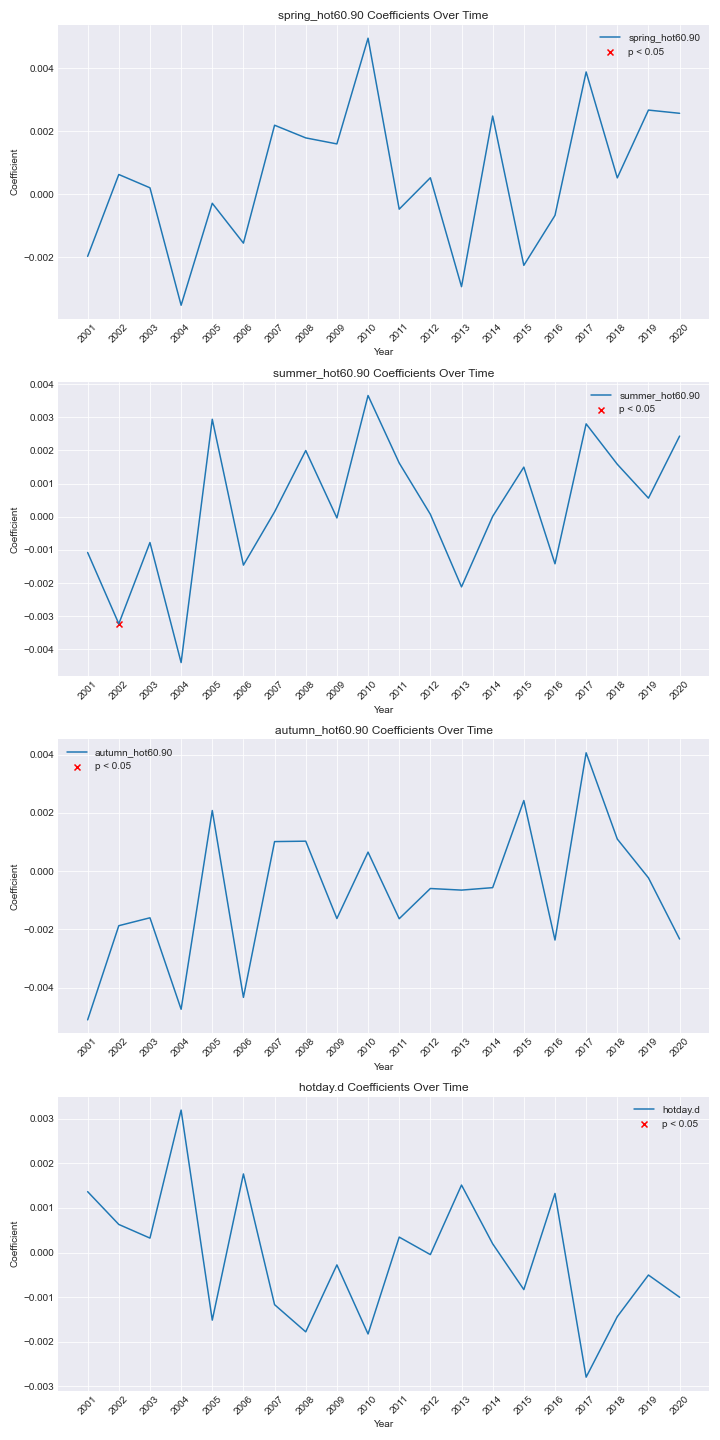 spring_hot60.90 Coefficients Over Time
spring_hot60.90
p < 0.05
0.004
0.002
0.000
−0.002
Coefficient
2001 2002 2003 2004 2005 2006 2007 2008 2009 2010 2011 2012 2013 2014 2015 2016 2017 2018 2019 2020
Year
summer_hot60.90 Coefficients Over Time
summer_hot60.90
p < 0.05
0.004
0.003
0.002
0.001
0.000
−0.001
−0.002
−0.003
−0.004
Coefficient
2001 2002 2003 2004 2005 2006 2007 2008 2009 2010 2011 2012 2013 2014 2015 2016 2017 2018 2019 2020
Year
autumn_hot60.90 Coefficients Over Time
autumn_hot60.90
p < 0.05
0.004
0.002
0.000
−0.002
−0.004
Coefficient
2001 2002 2003 2004 2005 2006 2007 2008 2009 2010 2011 2012 2013 2014 2015 2016 2017 2018 2019 2020
Year
hotday.d Coefficients Over Time
hotday.d
p < 0.05
0.003
0.002
0.001
0.000
−0.001
−0.002
−0.003
Coefficient
2001 2002 2003 2004 2005 2006 2007 2008 2009 2010 2011 2012 2013 2014 2015 2016 2017 2018 2019 2020
Year